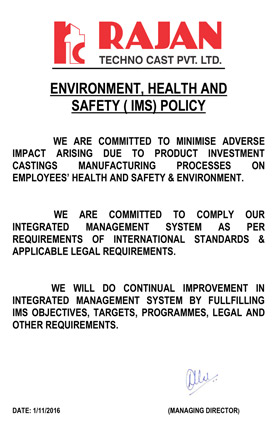 RAJAN
TECHNO CAST PVT. LTD.
ENVIRONMENT, HEALTH AND
SAFETY ( IMS) POLICY
WE ARE COMMITTED TO MINIMISE ADVERSE
IMPACT ARISING DUE TO PRODUCT INVESTMENT
CASTINGS MANUFACTURING PROCESSES ON
EMPLOYEES' HEALTH AND SAFETY & ENVIRONMENT.
WE ARE COMMITTED TO COMPLY OUR
INTEGRATED MANAGEMENT SYSTEM AS PER
REQUIREMENTS OF INTERNATIONAL STANDARDS &
APPLICABLE LEGAL REQUIREMENTS.
WE WILL DO CONTINUAL IMPROVEMENT IN
INTEGRATED MANAGEMENT SYSTEM BY FULLFILLING
IMS OBJECTIVES, TARGETS, PROGRAMMES, LEGAL AND
OTHER REQUIREMENTS.
DATE: 1/11/2016 (MANAGING DIRECTOR)